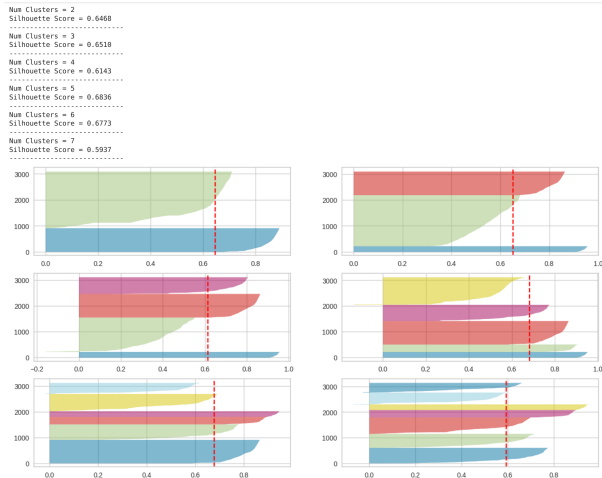 Num Clusters = 2
Silhouette Score = 0.6468
----------------------------
Num Clusters = 3
Silhouette Score = 0.6510
----------------------------
Num Clusters = 4
Silhouette Score = 0.6143
----------------------------
Num Clusters = 5
Silhouette Score = 0.6836
----------------------------
Num Clusters = 6
Silhouette Score = 0.6773
----------------------------
Num Clusters = 7
Silhouette Score = 0.5937
----------------------------
3000 3000
2000 2000
1000 1000
0 0
0.0 0.2 0.4 0.6 0.8 0.0 0.2 0.4 0.6 0.8 1.0
3000 3000
2000 2000
1000 1000
0 0
-0.2 0.0 0.2 0.4 0.6 0.8 1.0 0.0 0.2 0.4 0.6 0.8 1.0
3000 3000
2000 2000
1000 1000
0 0
0.0 0.2 0.4 0.6 0.8 0.0 0.2 0.4 0.6 0.8